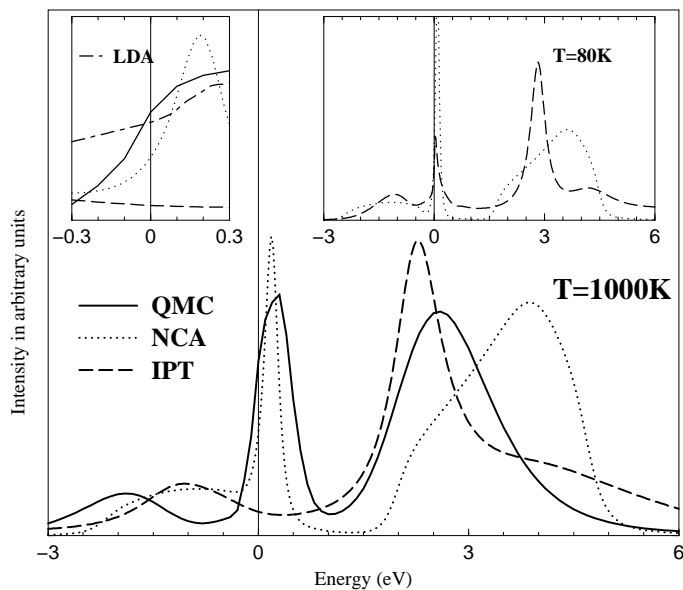 LDA
T=80K
−0.3 0 0.3
−3 0 3 6
T=1000K
QMC
NCA
IPT
Intensity in arbitrary units
−3 0 3 6
Energy (eV)